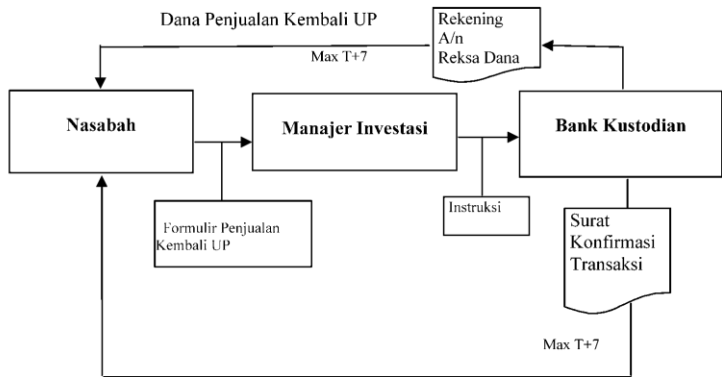 Dana Penjualan Kembali UP
Rekening
A/n
Reksa Dana
Max T+7
Nasabah
Manajer Investasi
Bank Kustodian
Formulir Penjualan
Kembali UP
Instruksi
Surat
Konfirmasi
Transaksi
Max T+7